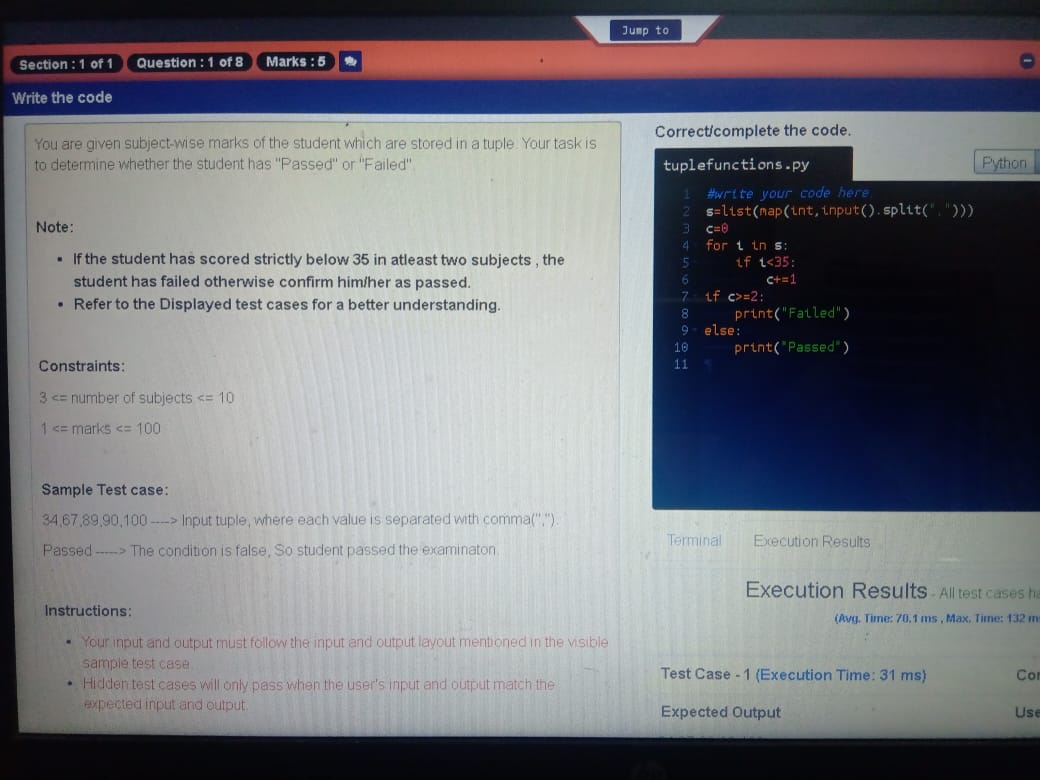 Jump to
Section : 1 of 1 Question : 1 of 8 Marks : 5
Write the code
You are given subject-wise marks of the student which are stored in a tuple. Your task is
to determine whether the student has "Passed" or "Failed".
Note:
• If the student has scored strictly below 35 in atleast two subjects , the
student has failed otherwise confirm him/her as passed.
• Refer to the Displayed test cases for a better understanding.
Constraints:
3 <= number of subjects <= 10
1 <= marks <= 100
Sample Test case:
34,67,89,90,100 ----> Input tuple, where each value is separated with comma(",").
Passed -----> The condition is false, So student passed the examinaton.
Instructions:
• Your input and output must follow the input and output layout mentioned in the visible
sample test case.
• Hidden test cases will only pass when the user's input and output match the
expected input and output.
Correct/complete the code.
tuplefunctions.py
Python
1 #write your code here
2 s=list(map(int,input().split(",")))
3 c=0
4 for i in s:
5 if i<35:
6 c+=1
7 if c>=2:
8 print("Failed")
9 else:
10 print("Passed")
11
Terminal Execution Results
Execution Results - All test cases ha
(Avg. Time: 70.1 ms , Max. Time: 132 m
Test Case - 1 (Execution Time: 31 ms)
Expected Output
Use